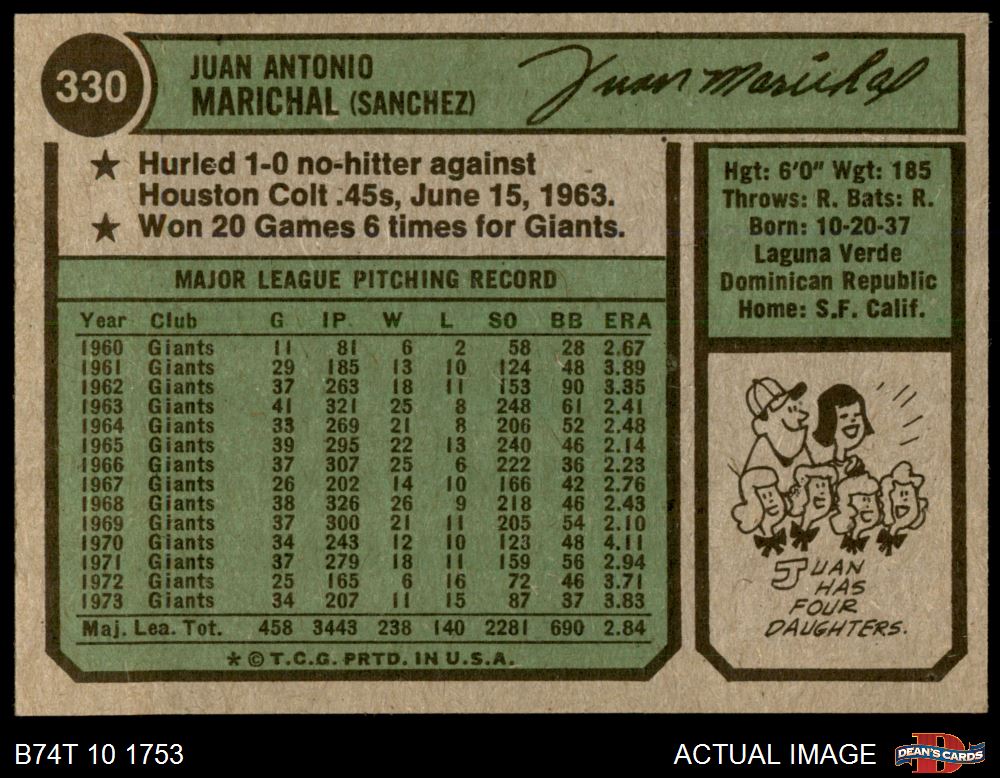 330
JUAN ANTONIO
MARICHAL (SANCHEZ)
Juan Marichal
★ Hurled 1-0 no-hitter against
Houston Colt .45s, June 15, 1963.
★ Won 20 Games 6 times for Giants.
MAJOR LEAGUE PITCHING RECORD
Year Club G IP W L SO BB ERA
1960 Giants 11 81 6 2 58 28 2.67
1961 Giants 29 185 13 10 124 48 3.89
1962 Giants 37 263 18 11 153 90 3.35
1963 Giants 41 321 25 8 248 61 2.41
1964 Giants 33 269 21 8 206 52 2.48
1965 Giants 39 295 22 13 240 46 2.14
1966 Giants 37 307 25 6 222 36 2.23
1967 Giants 26 202 14 10 166 42 2.76
1968 Giants 38 326 26 9 218 46 2.43
1969 Giants 37 300 21 11 205 54 2.10
1970 Giants 34 243 12 10 123 48 4.11
1971 Giants 37 279 18 11 159 56 2.94
1972 Giants 25 165 6 16 72 46 3.71
1973 Giants 34 207 11 15 87 37 3.83
Maj. Lea. Tot. 458 3443 238 140 2281 690 2.84
* © T.C.G. PRTD. IN U.S.A.
Hgt: 6'0" Wgt: 185
Throws: R. Bats: R.
Born: 10-20-37
Laguna Verde
Dominican Republic
Home: S.F. Calif.
JUAN
HAS
FOUR
DAUGHTERS.
B74T 10 1753
ACTUAL IMAGE
DEAN'S CARDS